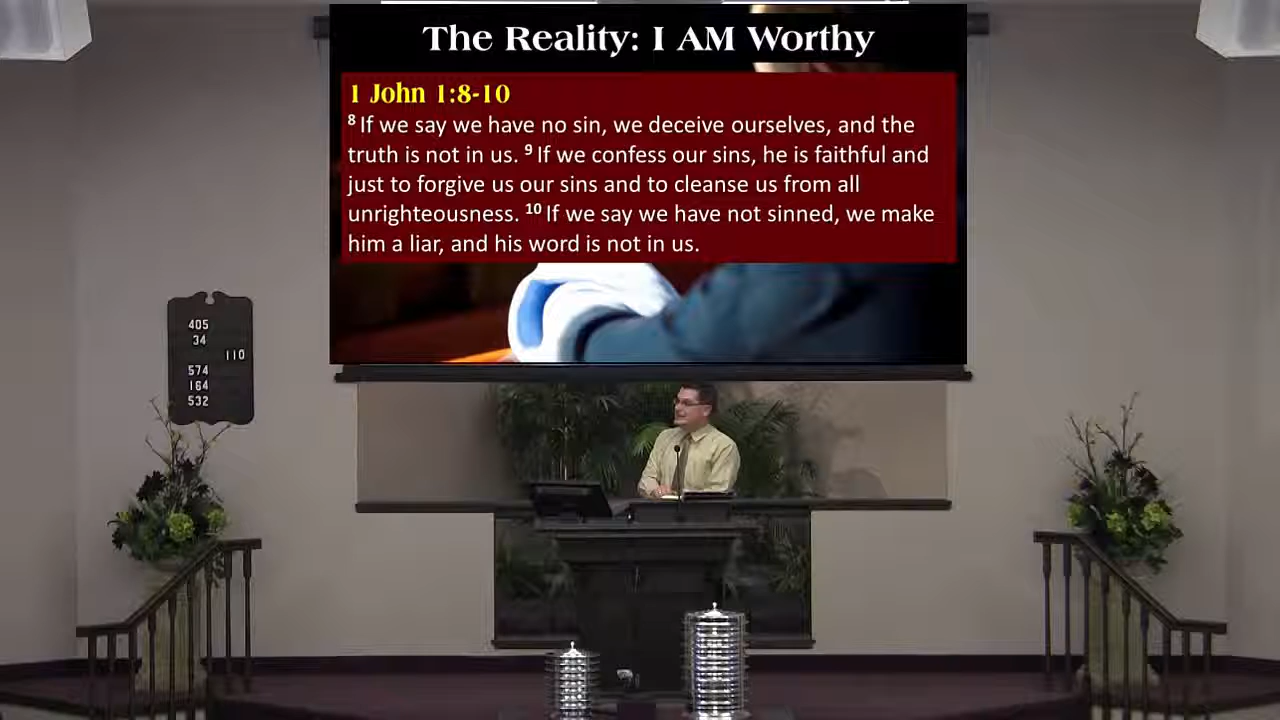 The Reality: I AM Worthy
1 John 1:8-10
8 If we say we have no sin, we deceive ourselves, and the
truth is not in us. 9 If we confess our sins, he is faithful and
just to forgive us our sins and to cleanse us from all
unrighteousness. 10 If we say we have not sinned, we make
him a liar, and his word is not in us.
405
34
110
574
164
532